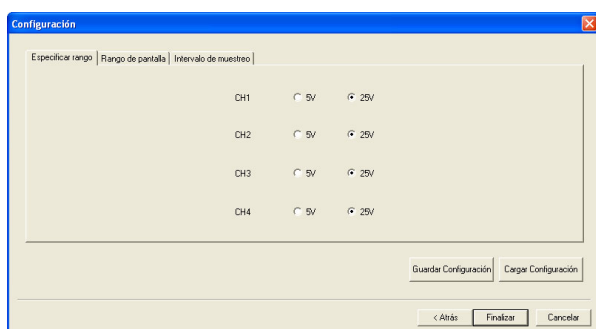 Configuración
Especificar rango Rango de pantalla Intervalo de muestreo
CH1 5V 25V
CH2 5V 25V
CH3 5V 25V
CH4 5V 25V
Guardar Configuración Cargar Configuración
< Atrás Finalizar Cancelar